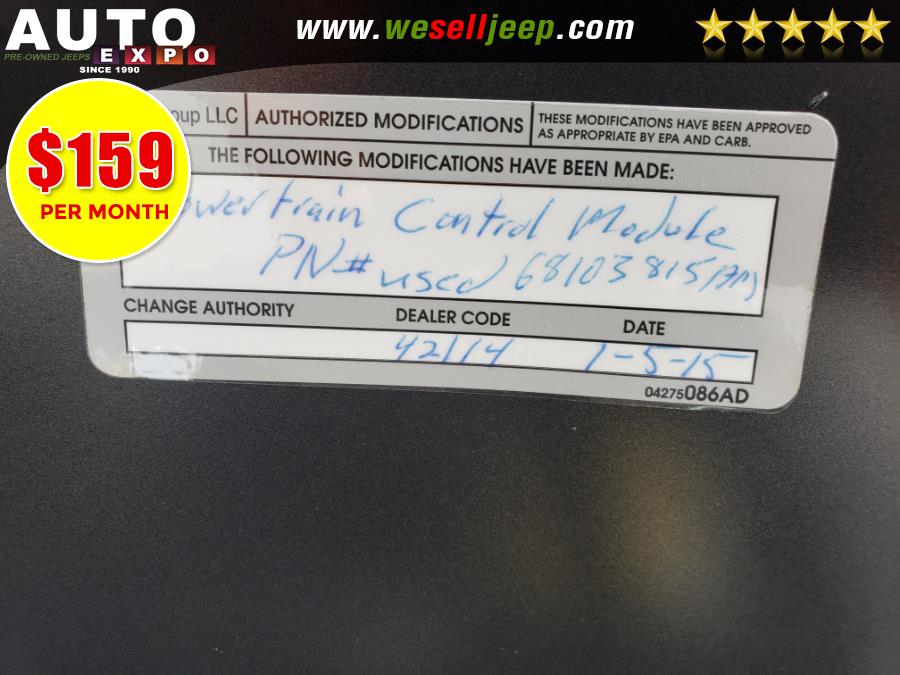 AUTO
PRE-OWNED JEEPS EXPO
SINCE 1990
www.weselljeep.com
$159
PER MONTH
LLC
AUTHORIZED MODIFICATIONS
THESE MODIFICATIONS HAVE BEEN APPROVED
AS APPROPRIATE BY EPA AND CARB.
THE FOLLOWING MODIFICATIONS HAVE BEEN MADE:
Control Module
PN# used 68103815
CHANGE AUTHORITY
DEALER CODE
DATE
42114
1-5-15
04275086AD